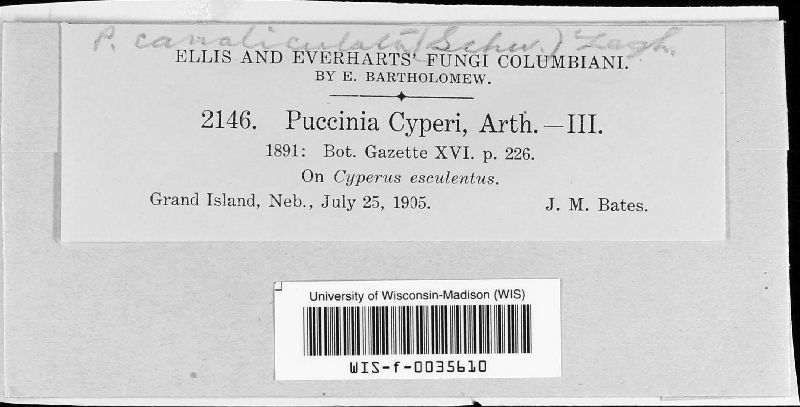 P. canaliculata (Schw.) Lagh.
ELLIS AND EVERHARTS' FUNGI COLUMBIANI.
BY E. BARTHOLOMEW.
2146. Puccinia Cyperi, Arth.—III.
1891: Bot. Gazette XVI. p. 226.
On Cyperus esculentus.
Grand Island, Neb., July 25, 1905. J. M. Bates.
University of Wisconsin-Madison (WIS)
WIS-f-0035610